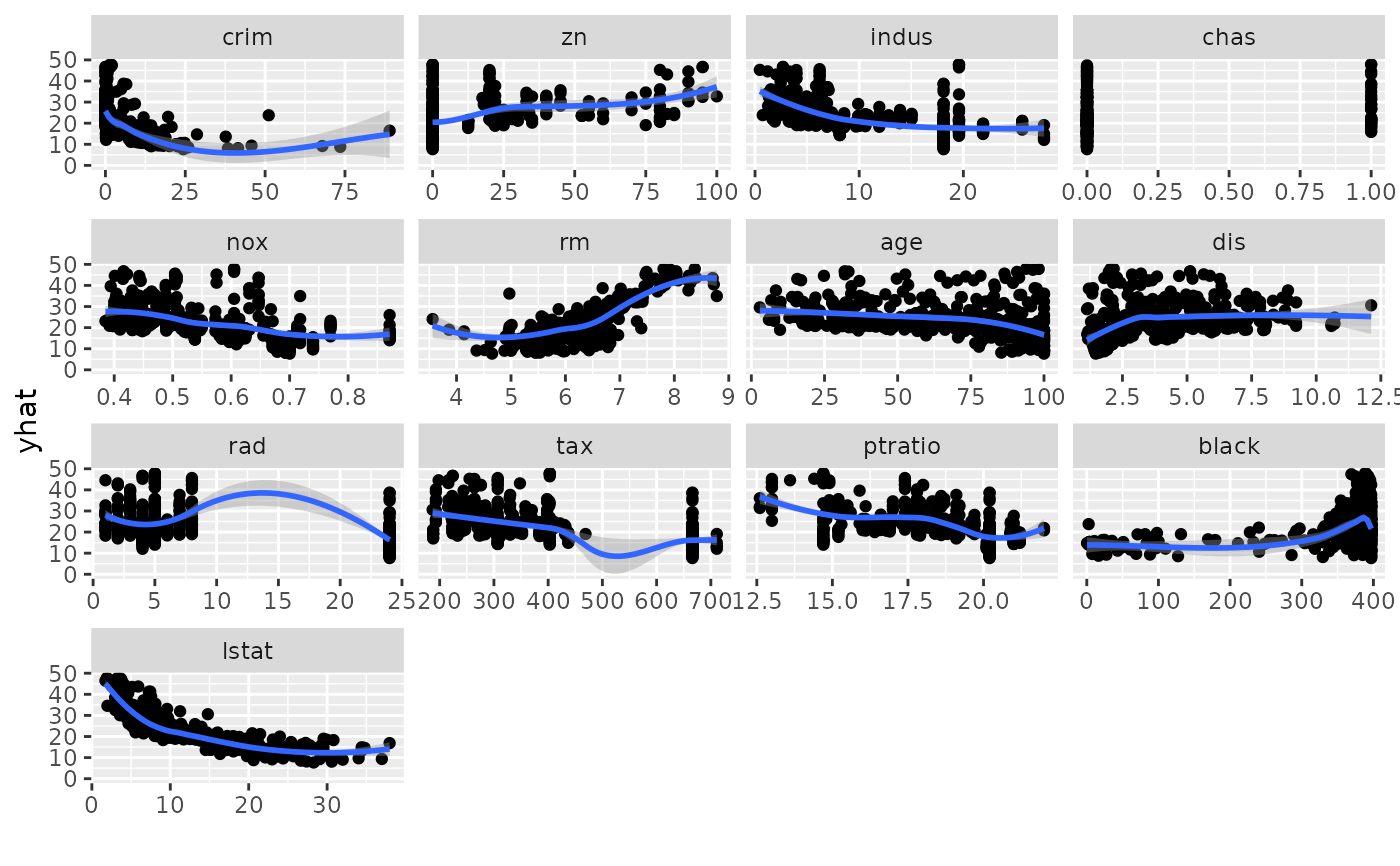 crim zn indus chas
50
40
30
20
10
0
0 25 50 75 0 25 50 75 100 0 10 20 0.00 0.25 0.50 0.75 1.00
nox rm age dis
50
40
30
20
10
0
0.4 0.5 0.6 0.7 0.8 4 5 6 7 8 9 0 25 50 75 100 2.5 5.0 7.5 10.0 12.5
yhat
rad tax ptratio black
50
40
30
20
10
0
0 5 10 15 20 25 200 300 400 500 600 700 12.5 15.0 17.5 20.0 0 100 200 300 400
lstat
50
40
30
20
10
0
0 10 20 30